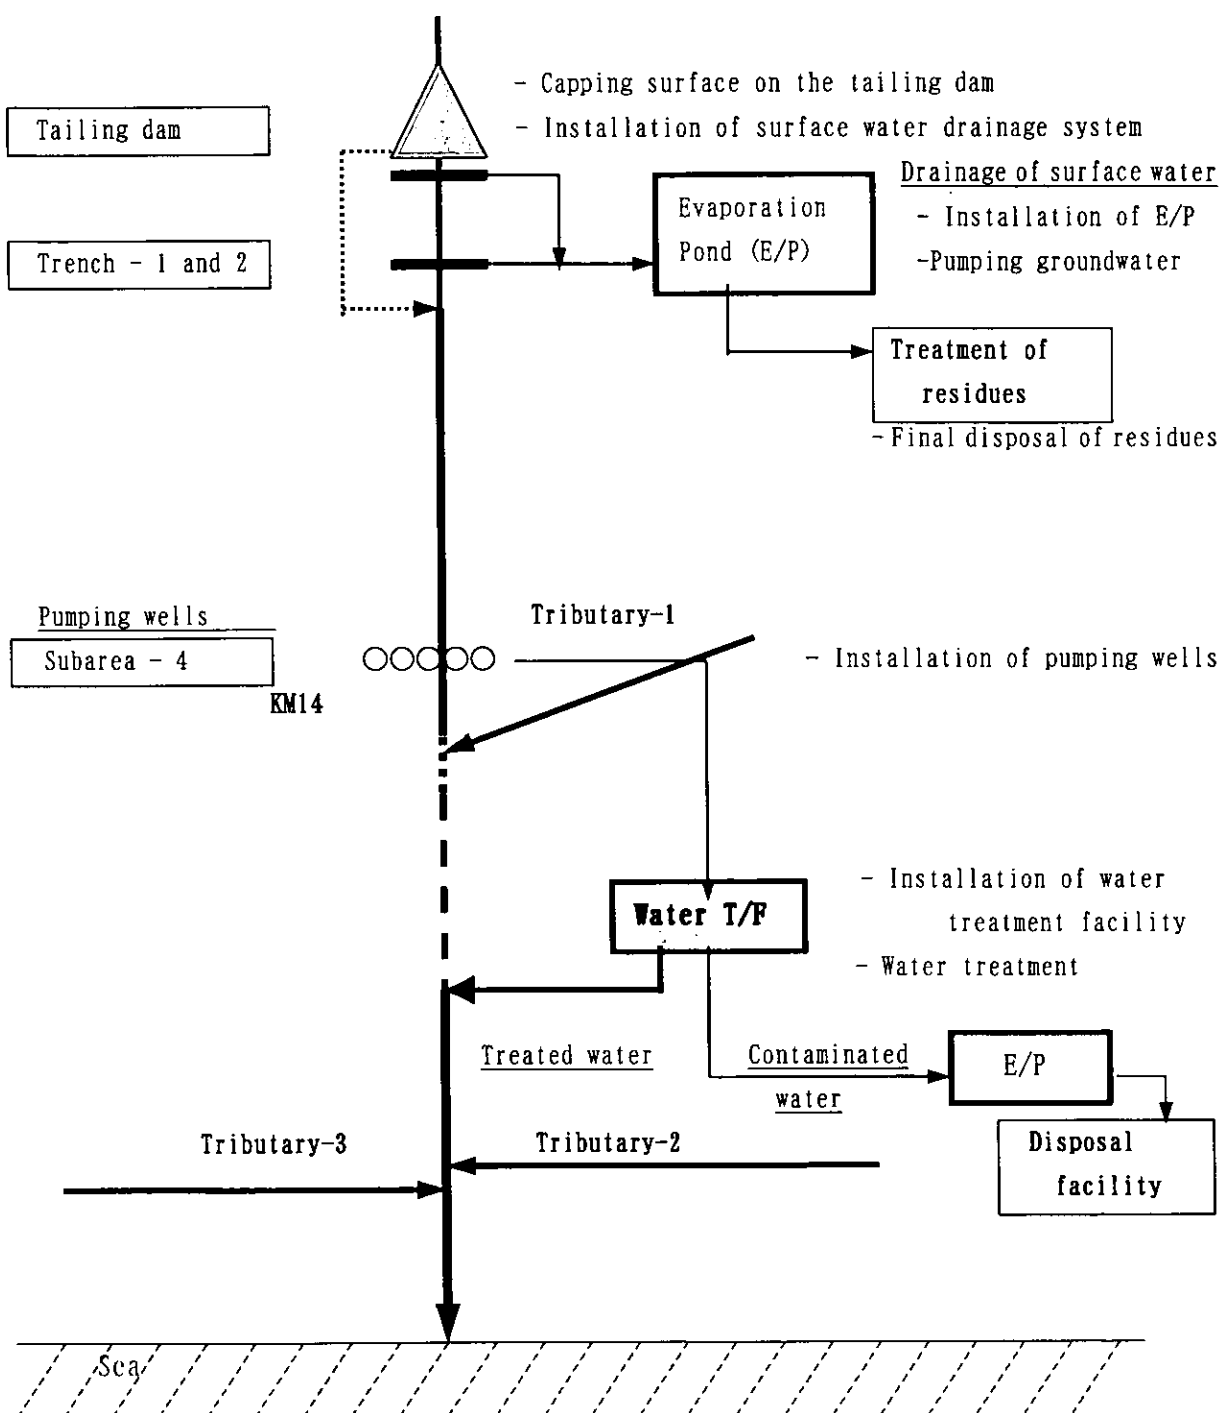 - Capping surface on the tailing dam
Tailing dam
- Installation of surface water drainage system
Drainage of surface water
Evaporation
Pond (E/P)
- Installation of E/P
-Pumping groundwater
Trench - 1 and 2
Treatment of
residues
-Final disposal of residues
Pumping wells
Tributary-1
Subarea - 4
- Installation of pumping wells
KM14
Water T/F
- Installation of water
treatment facility
- Water treatment
Treated water
Contaminated
water
E/P
Tributary-3
Tributary-2
Disposal
facility
Sea